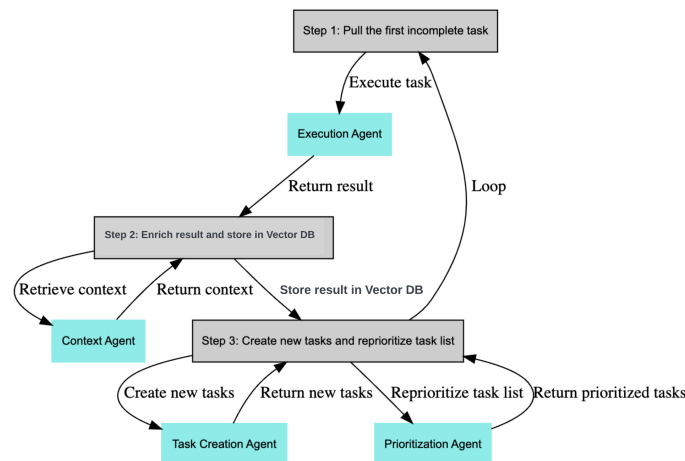 Step 1: Pull the first incomplete task
Execute task
Execution Agent
Return result
Loop
Step 2: Enrich result and store in Vector DB
Retrieve context
Return context
Store result in Vector DB
Context Agent
Step 3: Create new tasks and reprioritize task list
Create new tasks
Return new tasks
Reprioritize task list
Return prioritized tasks
Task Creation Agent
Prioritization Agent